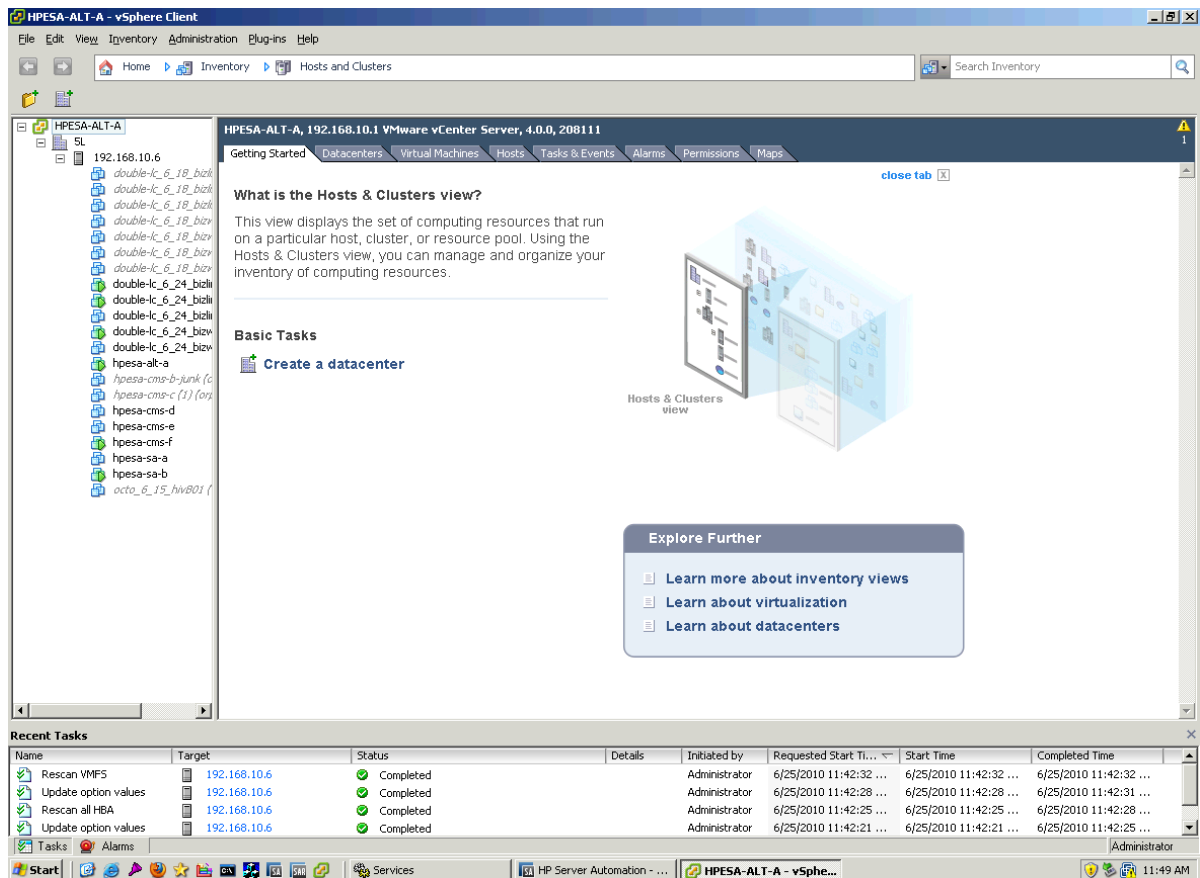 HPESA-ALT-A - vSphere Client
File Edit View Inventory Administration Plug-ins Help
Home Inventory Hosts and Clusters
Search Inventory
HPESA-ALT-A
5L
192.168.10.6
double-lc_6_18_bizli
double-lc_6_18_bizli
double-lc_6_18_bizli
double-lc_6_18_bizw
double-lc_6_18_bizw
double-lc_6_18_bizw
double-lc_6_18_bizw
double-lc_6_24_bizlin
double-lc_6_24_bizlin
double-lc_6_24_bizlin
double-lc_6_24_bizw
double-lc_6_24_bizw
hpesa-alt-a
hpesa-cms-b-junk (c
hpesa-cms-c (1) (orp
hpesa-cms-d
hpesa-cms-e
hpesa-cms-f
hpesa-sa-a
hpesa-sa-b
octo_6_15_hivB01 (
HPESA-ALT-A, 192.168.10.1 VMware vCenter Server, 4.0.0, 208111
1
Getting Started Datacenters Virtual Machines Hosts Tasks & Events Alarms Permissions Maps
close tab X
What is the Hosts & Clusters view?
This view displays the set of computing resources that run
on a particular host, cluster, or resource pool. Using the
Hosts & Clusters view, you can manage and organize your
inventory of computing resources.
Basic Tasks
Create a datacenter
Hosts & Clusters
view
Explore Further
Learn more about inventory views
Learn about virtualization
Learn about datacenters
Recent Tasks
Name Target Status Details Initiated by Requested Start Ti... Start Time Completed Time
Rescan VMFS 192.168.10.6 Completed Administrator 6/25/2010 11:42:32 ... 6/25/2010 11:42:32 ... 6/25/2010 11:42:32 ...
Update option values 192.168.10.6 Completed Administrator 6/25/2010 11:42:28 ... 6/25/2010 11:42:28 ... 6/25/2010 11:42:31 ...
Rescan all HBA 192.168.10.6 Completed Administrator 6/25/2010 11:42:25 ... 6/25/2010 11:42:25 ... 6/25/2010 11:42:28 ...
Update option values 192.168.10.6 Completed Administrator 6/25/2010 11:42:21 ... 6/25/2010 11:42:21 ... 6/25/2010 11:42:25 ...
Tasks Alarms Administrator
Start Services HP Server Automation - ... HPESA-ALT-A - vSphe... 11:49 AM